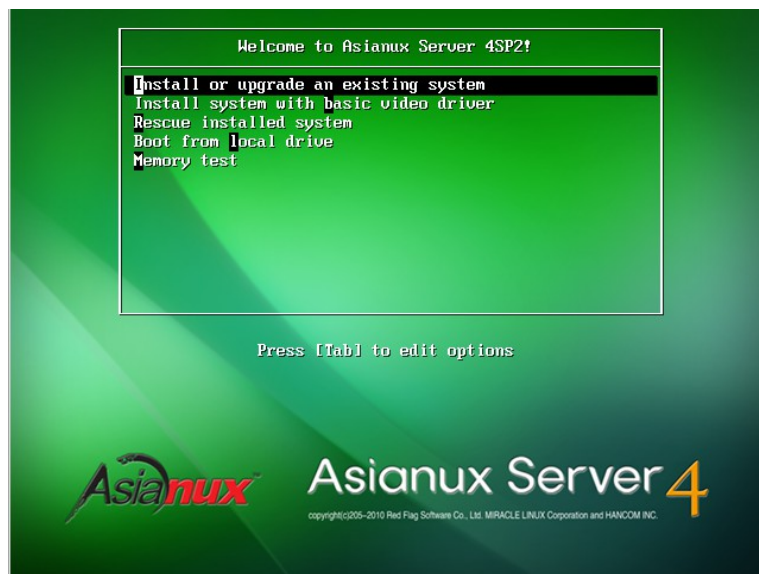 Welcome to Asianux Server 4SP2!
Install or upgrade an existing system
Install system with basic video driver
Rescue installed system
Boot from local drive
Memory test
Press [Tab] to edit options
Asianux™
Asianux Server 4
copyright(c)205-2010 Red Flag Software Co., Ltd. MIRACLE LINUX Corporation and HANCOM INC.